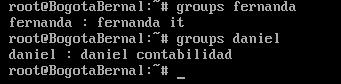 root@BogotaBernal:~# groups fernanda
fernanda : fernanda it
root@BogotaBernal:~# groups daniel
daniel : daniel contabilidad
root@BogotaBernal:~# _